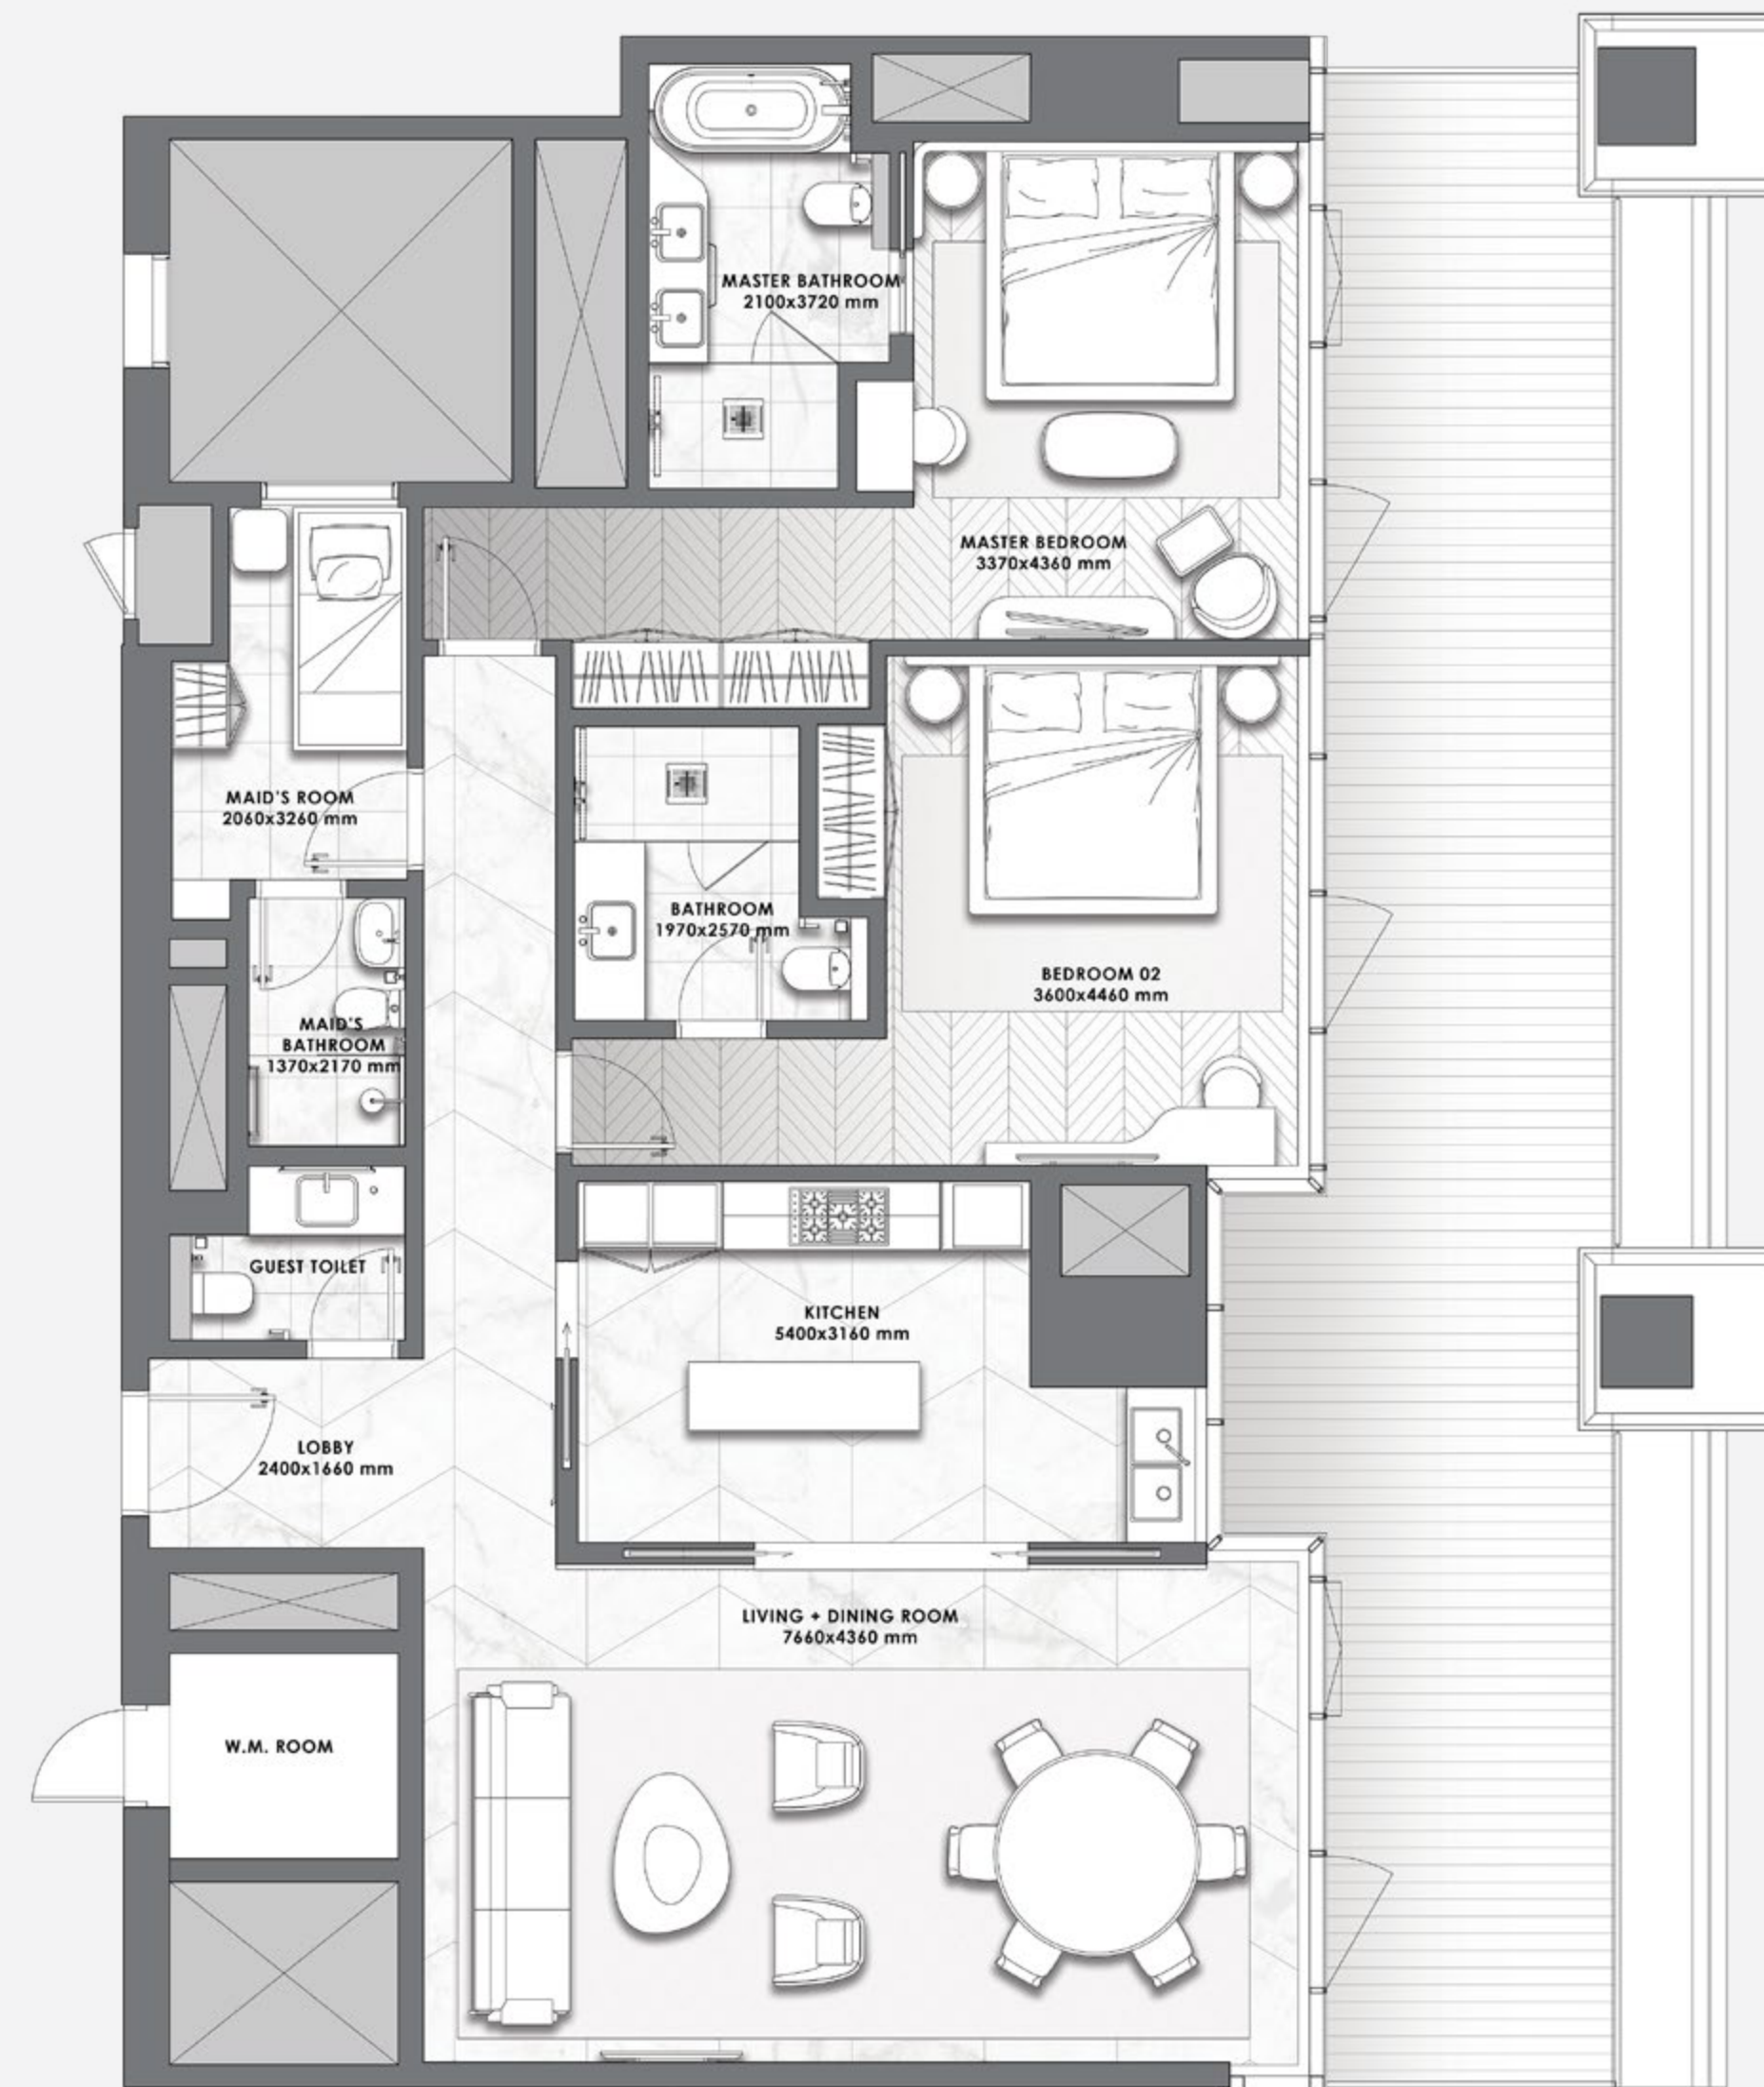 MASTER BATHROOM
2100x3720 mm
MASTER BEDROOM
3370x4360 mm
MAID'S ROOM
2060x3260 mm
BATHROOM
1970x2570 mm
BEDROOM 02
3600x4460 mm
MAID'S
BATHROOM
1370x2170 mm
GUEST TOILET
KITCHEN
5400x3160 mm
LOBBY
2400x1660 mm
LIVING + DINING ROOM
7660x4360 mm
W.M. ROOM